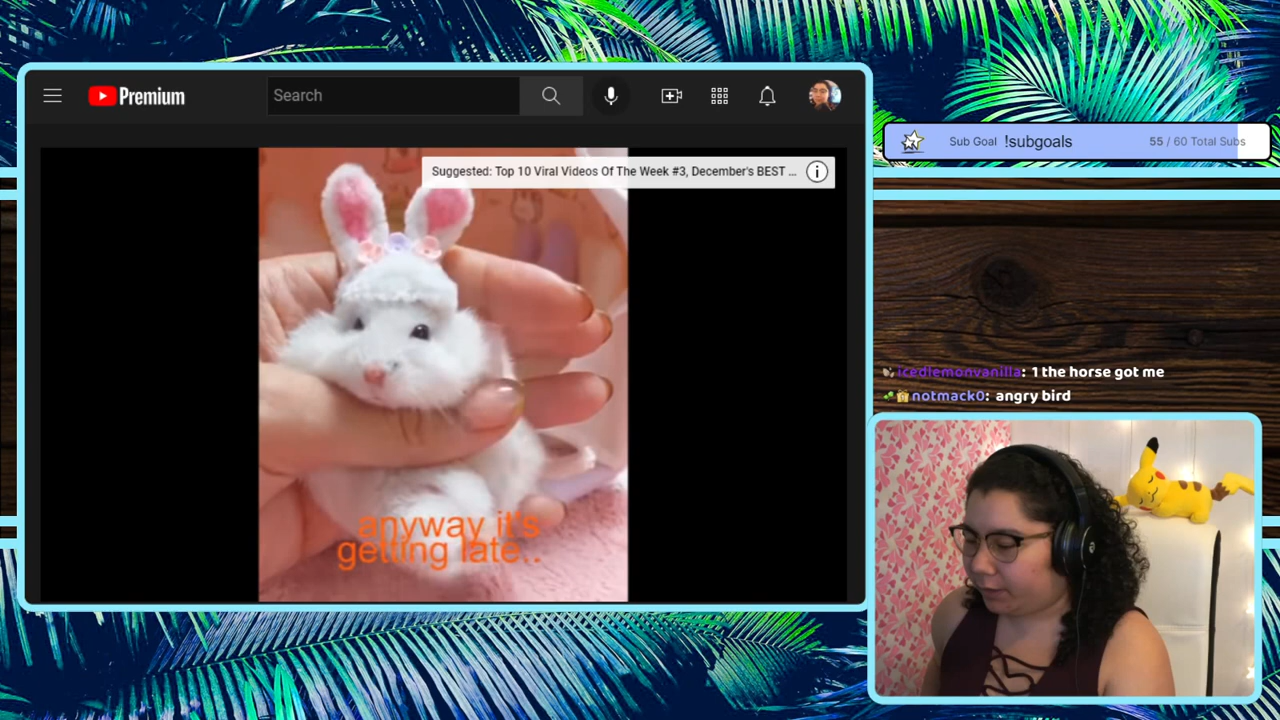 Premium
Search
Suggested: Top 10 Viral Videos Of The Week #3, December's BEST ...
Sub Goal !subgoals 55 / 60 Total Subs
icedlemonvanilla: 1 the horse got me
notmack0: angry bird
anyway it's
getting late..